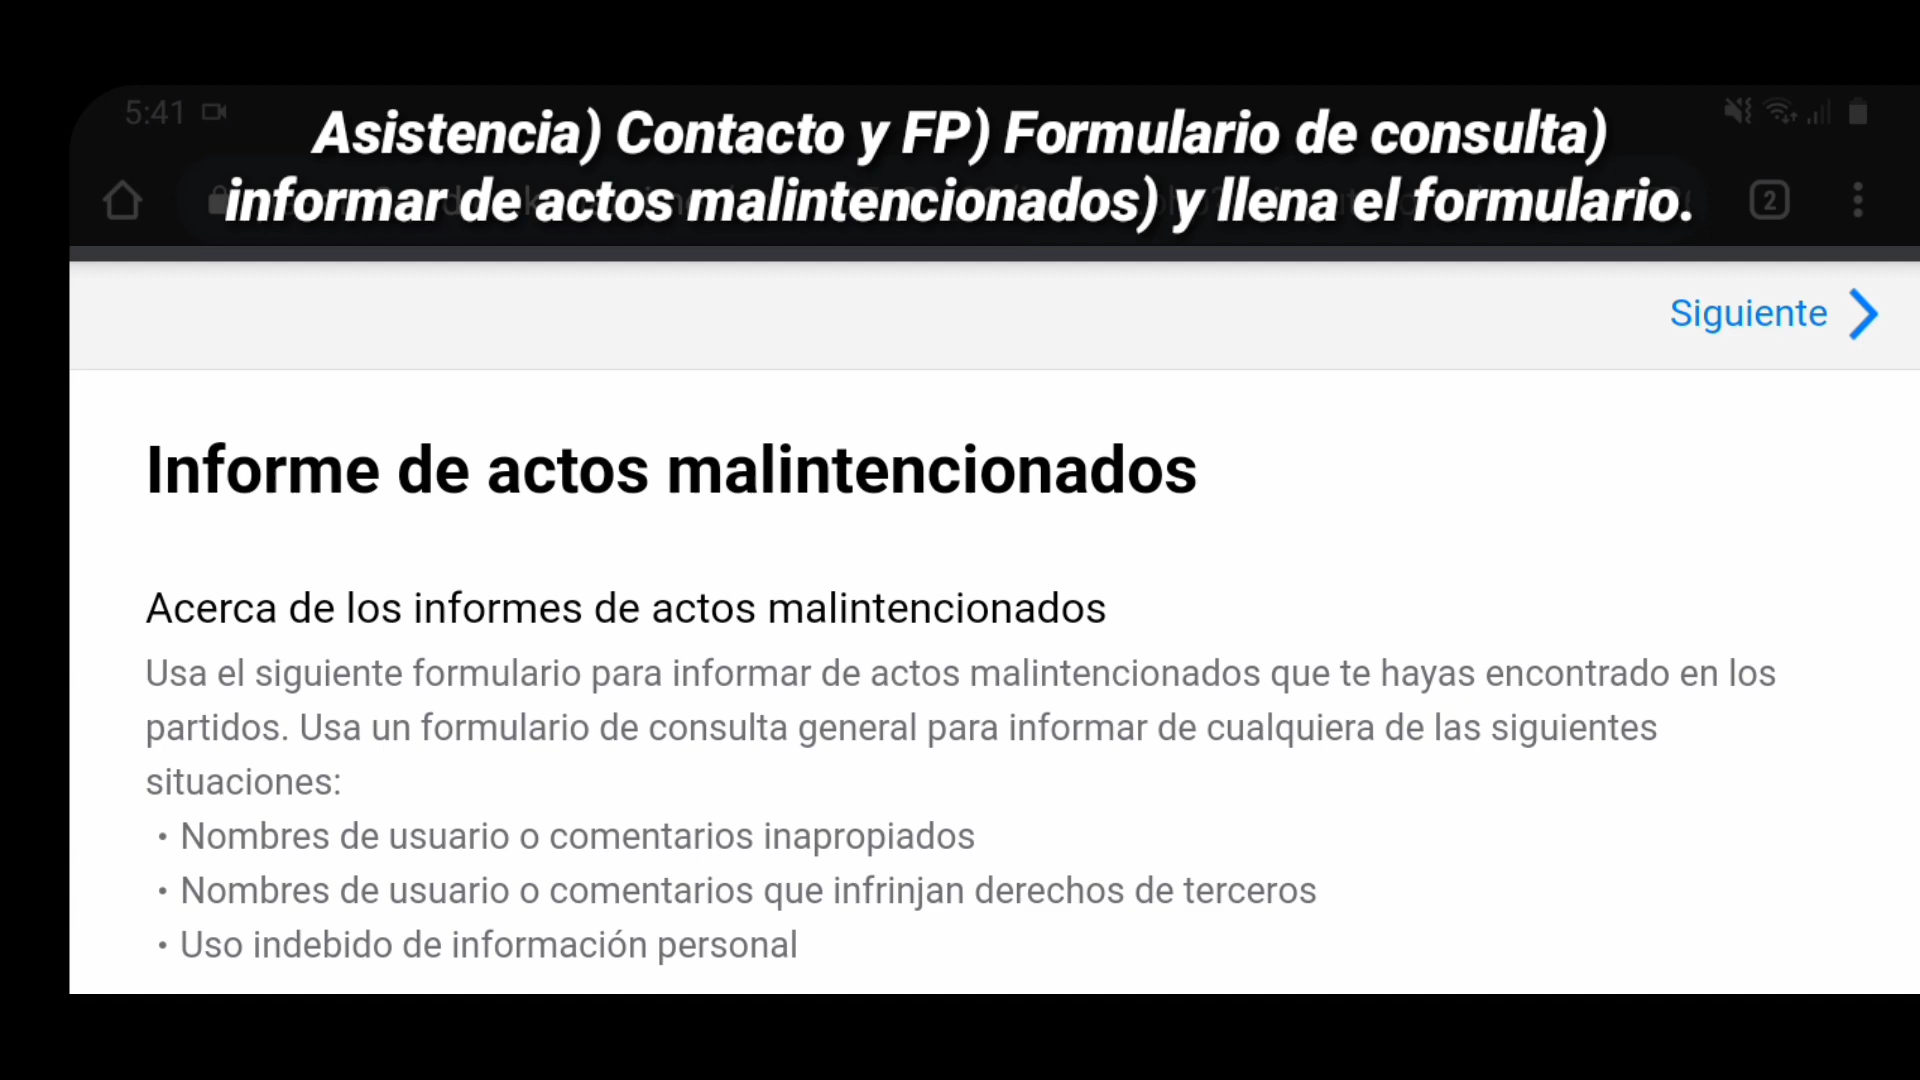 5:41
Asistencia) Contacto y FP) Formulario de consulta)
informar de actos malintencionados) y llena el formulario.
2
Siguiente
Informe de actos malintencionados
Acerca de los informes de actos malintencionados
Usa el siguiente formulario para informar de actos malintencionados que te hayas encontrado en los
partidos. Usa un formulario de consulta general para informar de cualquiera de las siguientes
situaciones:
• Nombres de usuario o comentarios inapropiados
• Nombres de usuario o comentarios que infrinjan derechos de terceros
• Uso indebido de información personal